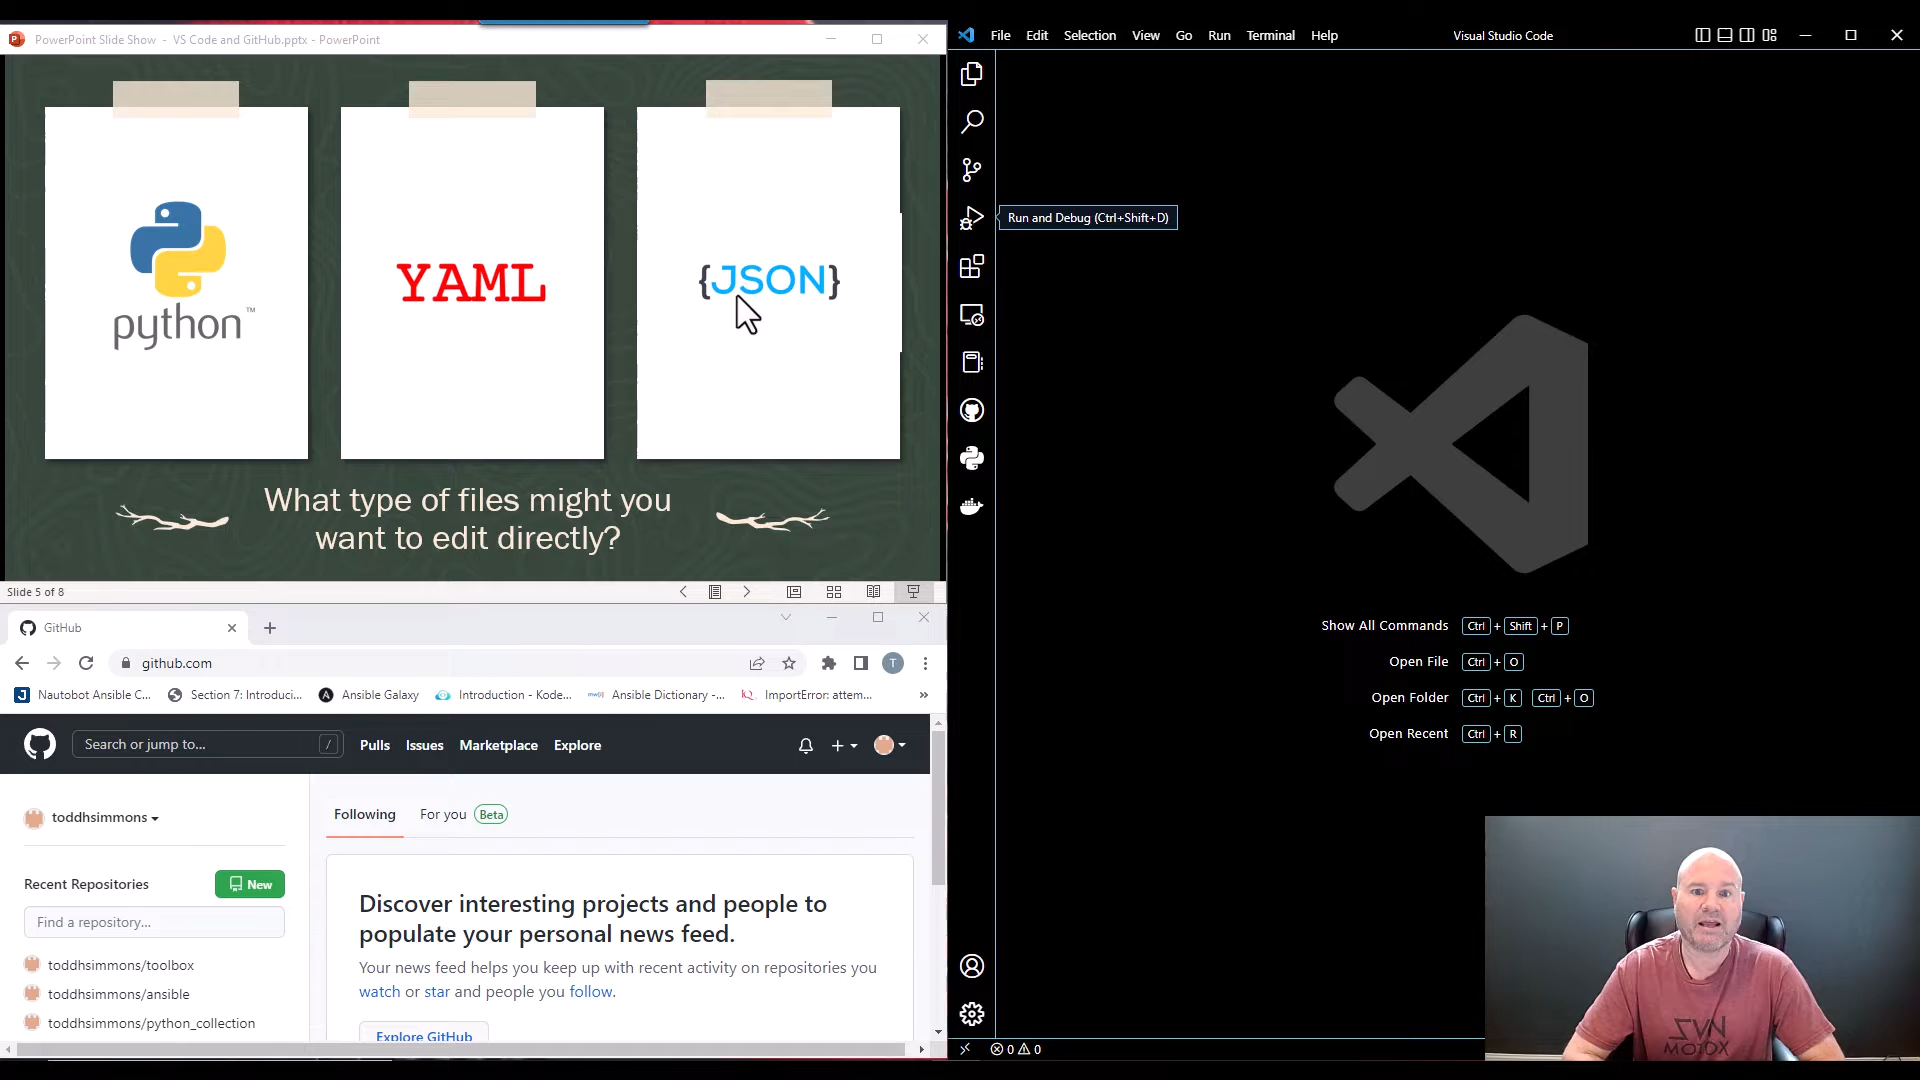 PowerPoint Slide Show - VS Code and GitHub.pptx - PowerPoint
python™
YAML
{JSON}
What type of files might you
want to edit directly?
Slide 5 of 8
GitHub
github.com
T
Nautobot Ansible C...
Section 7: Introduci...
Ansible Galaxy
Introduction - Kode...
Ansible Dictionary -...
ImportError: attem...
»
Search or jump to...
/
Pulls
Issues
Marketplace
Explore
toddhsimmons
Recent Repositories
New
Find a repository...
toddhsimmons/toolbox
toddhsimmons/ansible
toddhsimmons/python_collection
Following
For you
Beta
Discover interesting projects and people to
populate your personal news feed.
Your news feed helps you keep up with recent activity on repositories you
watch or star and people you follow.
Explore GitHub
File
Edit
Selection
View
Go
Run
Terminal
Help
Visual Studio Code
Run and Debug (Ctrl+Shift+D)
Show All Commands Ctrl + Shift + P
Open File Ctrl + O
Open Folder Ctrl + K Ctrl + O
Open Recent Ctrl + R
0 0
MOTOX